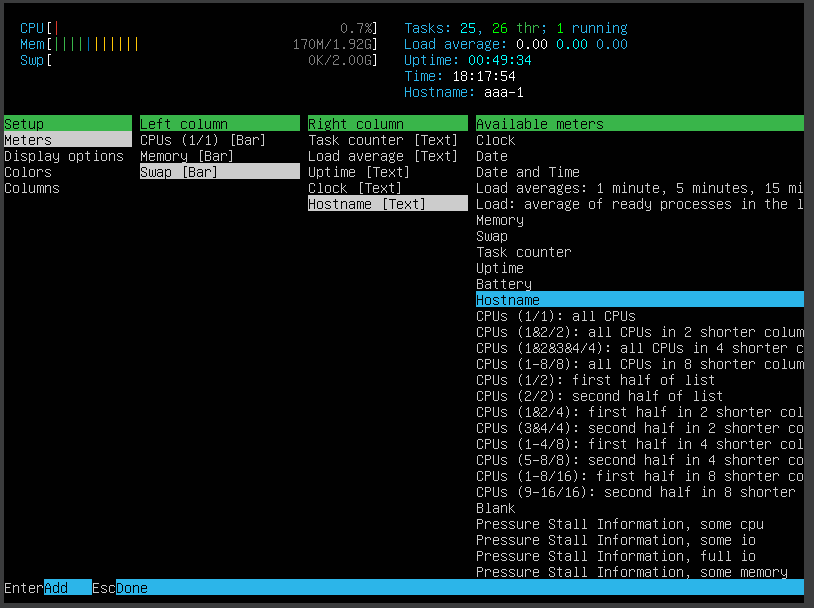 CPU[| 0.7%] Tasks: 25, 26 thr; 1 running
Mem[||||||||||| 170M/1.92G] Load average: 0.00 0.00 0.00
Swp[ 0K/2.00G] Uptime: 00:49:34
Time: 18:17:54
Hostname: aaa-1
Setup Left column Right column Available meters
Meters CPUs (1/1) [Bar] Task counter [Text] Clock
Display options Memory [Bar] Load average [Text] Date
Colors Swap [Bar] Uptime [Text] Date and Time
Columns Clock [Text] Load averages: 1 minute, 5 minutes, 15 mi
Hostname [Text] Load: average of ready processes in the l
Memory
Swap
Task counter
Uptime
Battery
Hostname
CPUs (1/1): all CPUs
CPUs (1&2/2): all CPUs in 2 shorter colum
CPUs (1&2&3&4/4): all CPUs in 4 shorter c
CPUs (1-8/8): all CPUs in 8 shorter colum
CPUs (1/2): first half of list
CPUs (2/2): second half of list
CPUs (1&2/4): first half in 2 shorter col
CPUs (3&4/4): second half in 2 shorter co
CPUs (1-4/8): first half in 4 shorter col
CPUs (5-8/8): second half in 4 shorter co
CPUs (1-8/16): first half in 8 shorter co
CPUs (9-16/16): second half in 8 shorter
Blank
Pressure Stall Information, some cpu
Pressure Stall Information, some io
Pressure Stall Information, full io
Pressure Stall Information, some memory
EnterAdd EscDone